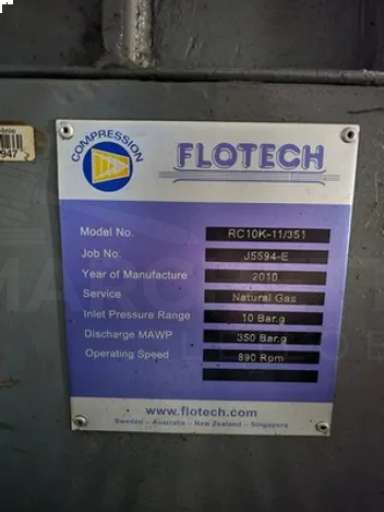 947
COMPRESSION
FLOTECH
Model No. RC10K-11/351
Job No. J5594-E
Year of Manufacture 2010
Service Natural Gas
Inlet Pressure Range 10 Bar.g
Discharge MAWP 350 Bar.g
Operating Speed 890 Rpm
www.flotech.com
Sweden - Australia - New Zealand - Singapore